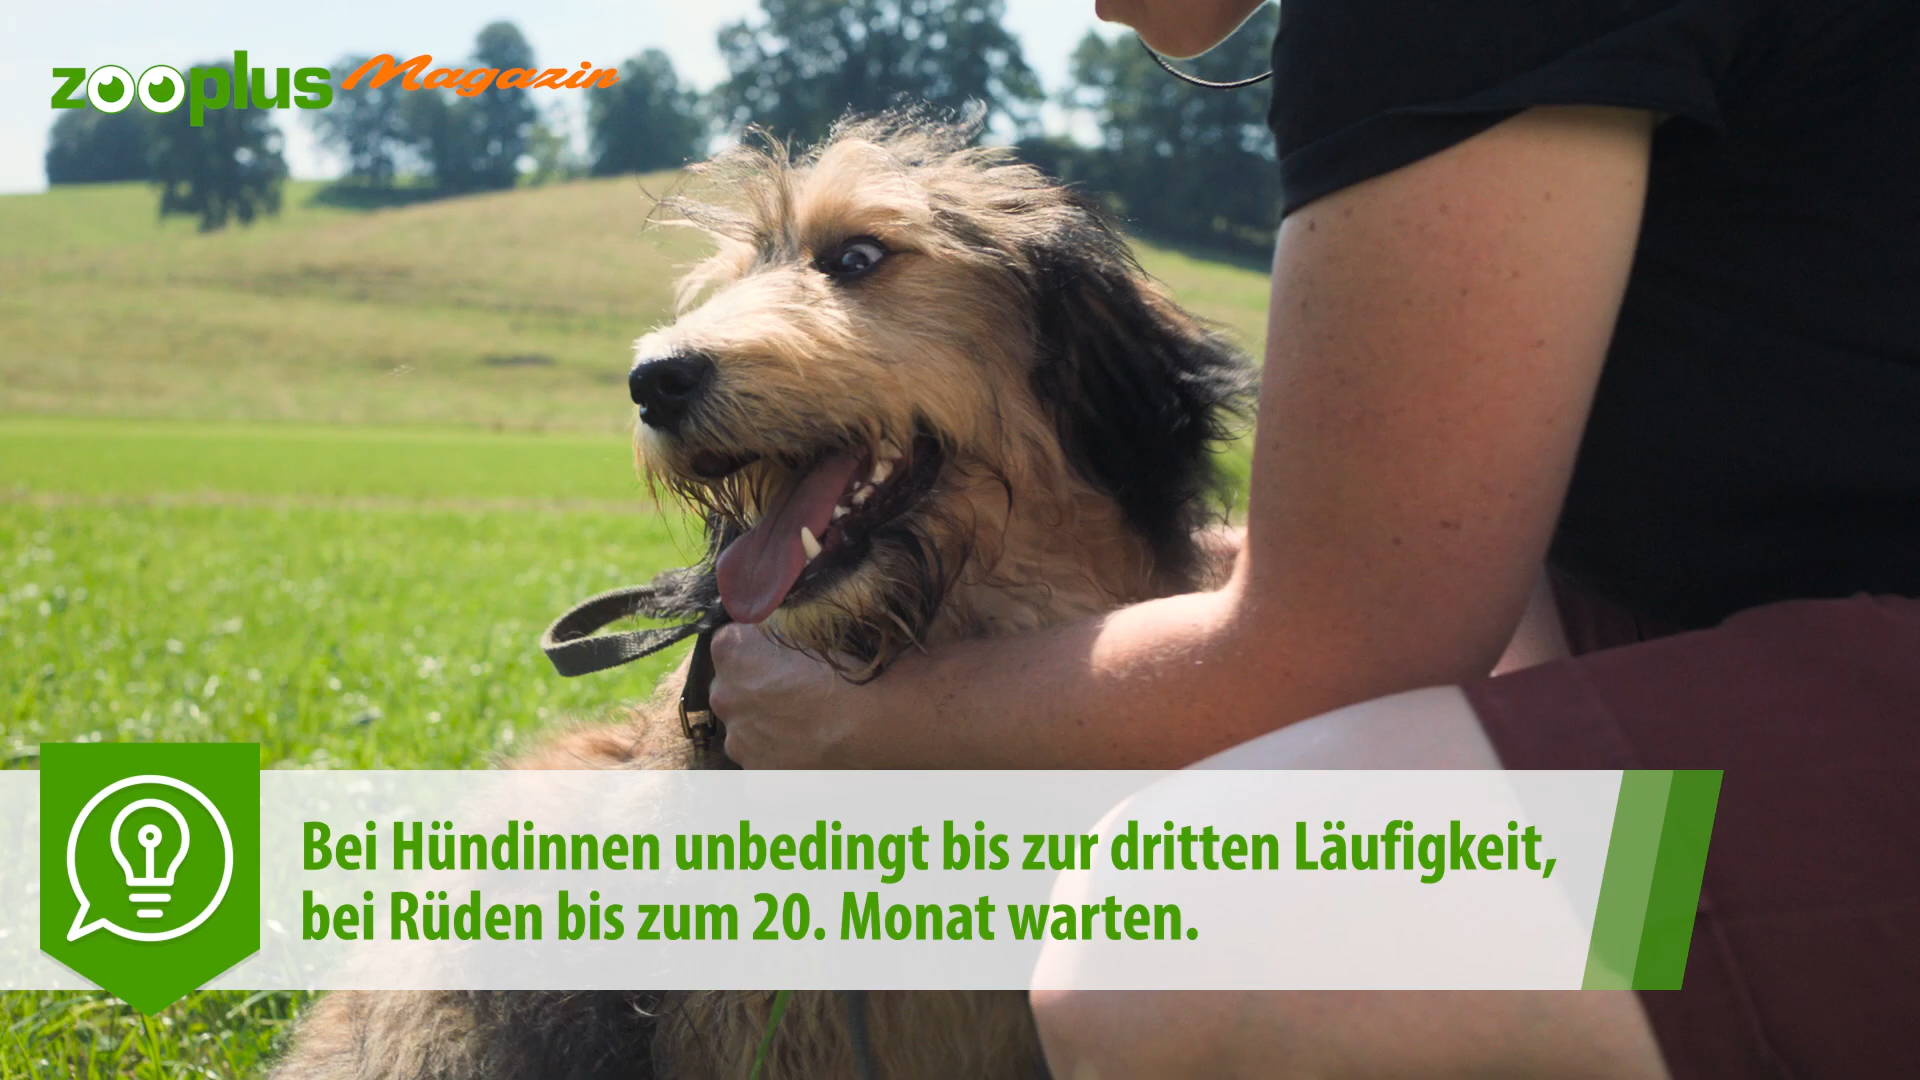 zooplus Magazin
Bei Hündinnen unbedingt bis zur dritten Läufigkeit,
bei Rüden bis zum 20. Monat warten.